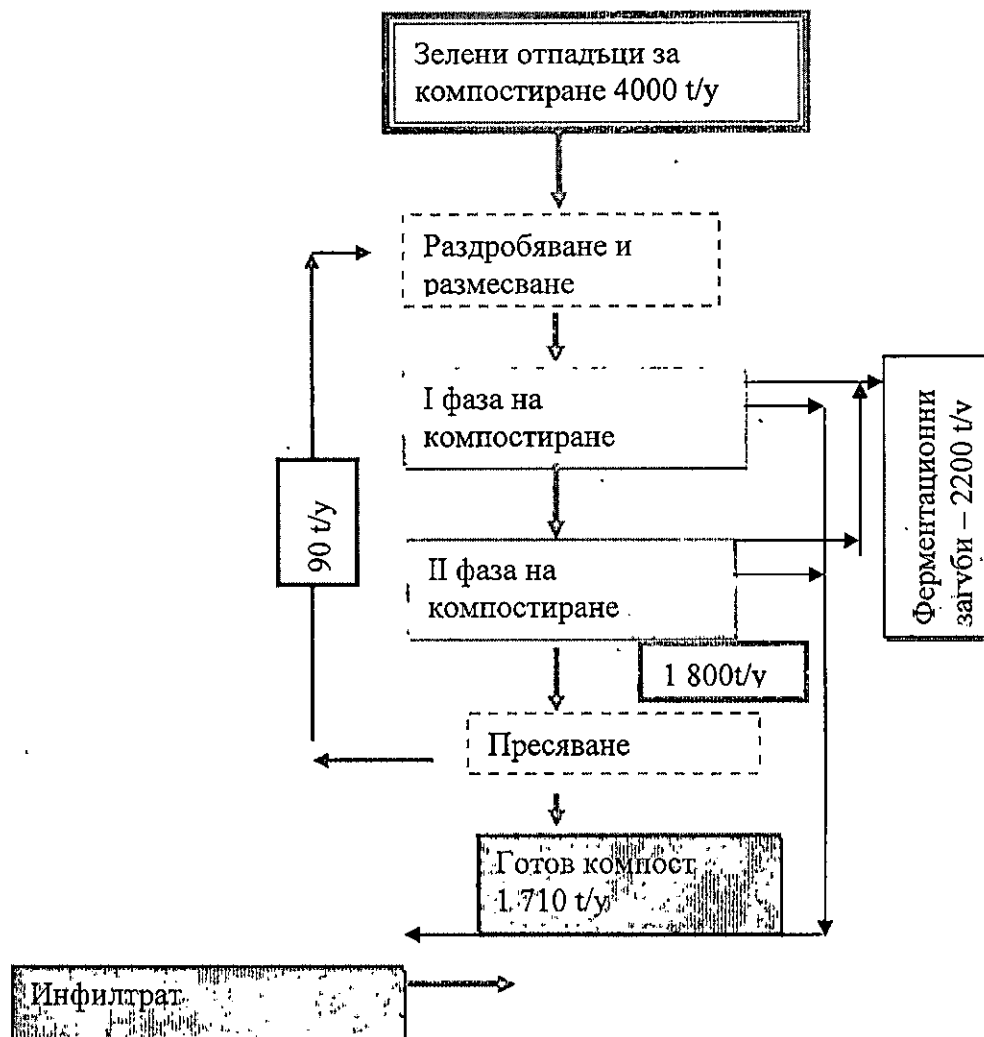 Зелени отпадъци за
компостиране 4000 t/y
Раздробяване и
размесване
I фаза на
компостиране
Ферментационни
загуби – 2200 t/y
90 t/y
II фаза на
компостиране
1 800t/y
Пресяване
Готов компост
1 710 t/y
Инфилтрат